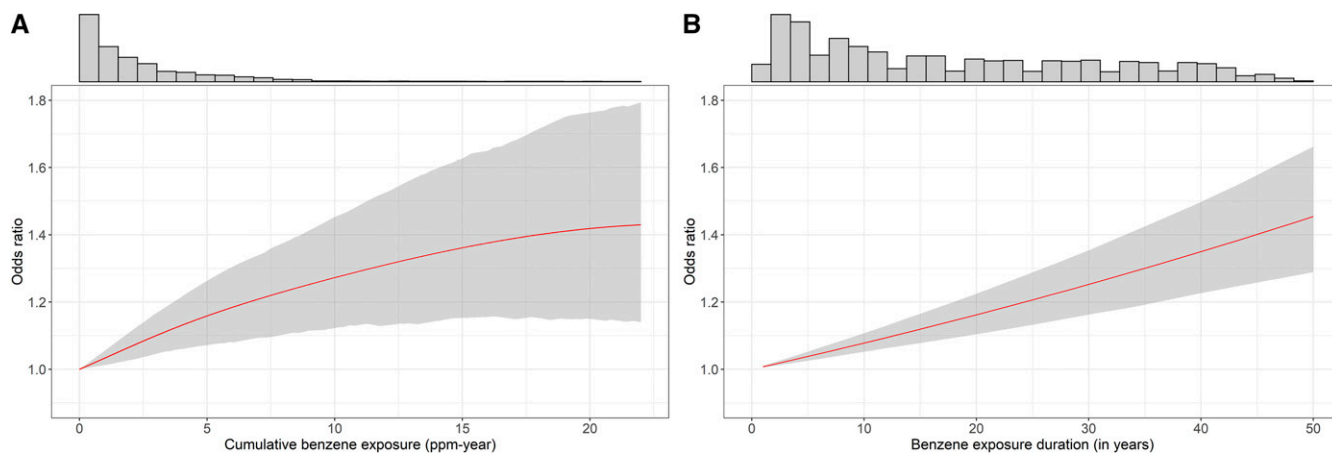 A
B
1.8
1.6
1.4
1.2
1.0
Odds ratio
0 5 10 15 20
Cumulative benzene exposure (ppm-year)
1.8
1.6
1.4
1.2
1.0
Odds ratio
0 10 20 30 40 50
Benzene exposure duration (in years)